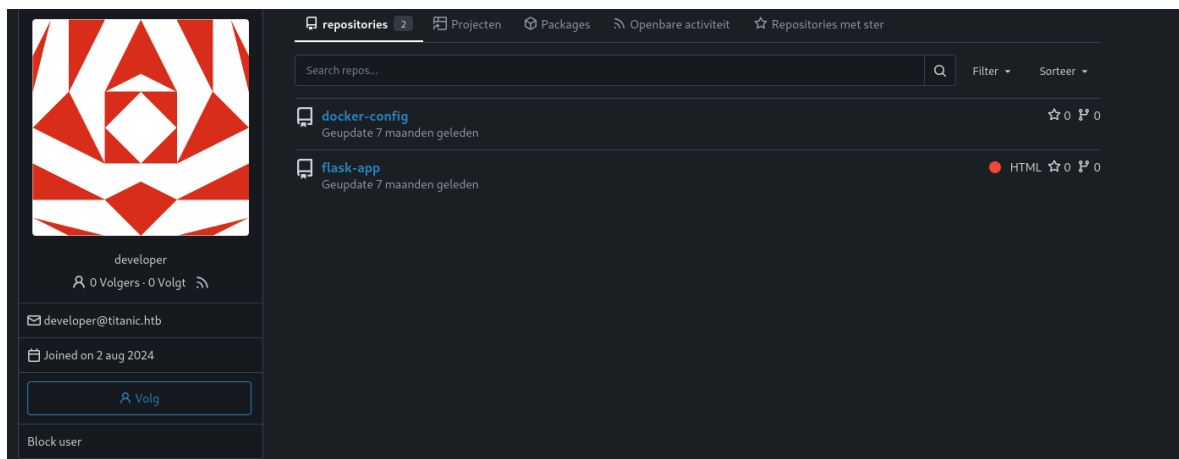 repositories 2 Projecten Packages Openbare activiteit Repositories met ster
Search repos... Filter Sorteer
docker-config 0 0
Geupdate 7 maanden geleden
flask-app HTML 0 0
Geupdate 7 maanden geleden
developer
0 Volgers · 0 Volgt
developer@titanic.htb
Joined on 2 aug 2024
Volg
Block user